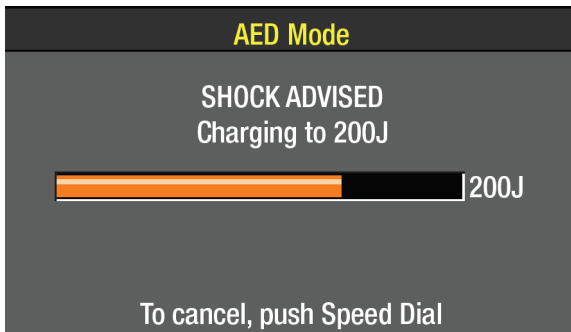 AED Mode
SHOCK ADVISED
Charging to 200J
200J
To cancel, push Speed Dial